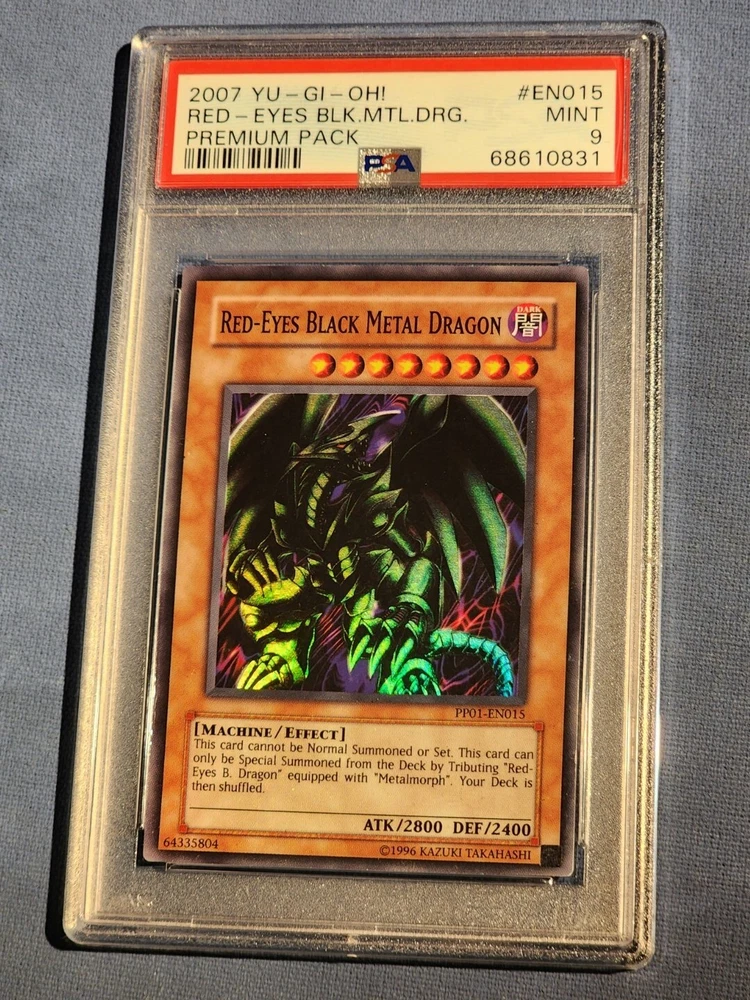 2007 YU-GI-OH! #EN015
RED-EYES BLK.MTL.DRG. MINT
PREMIUM PACK 9
PSA 68610831
RED-EYES BLACK METAL DRAGON
DARK
闇
PP01-EN015
[MACHINE/EFFECT]
This card cannot be Normal Summoned or Set. This card can
only be Special Summoned from the Deck by Tributing "Red-
Eyes B. Dragon" equipped with "Metalmorph". Your Deck is
then shuffled.
ATK/2800 DEF/2400
64335804 ©1996 KAZUKI TAKAHASHI